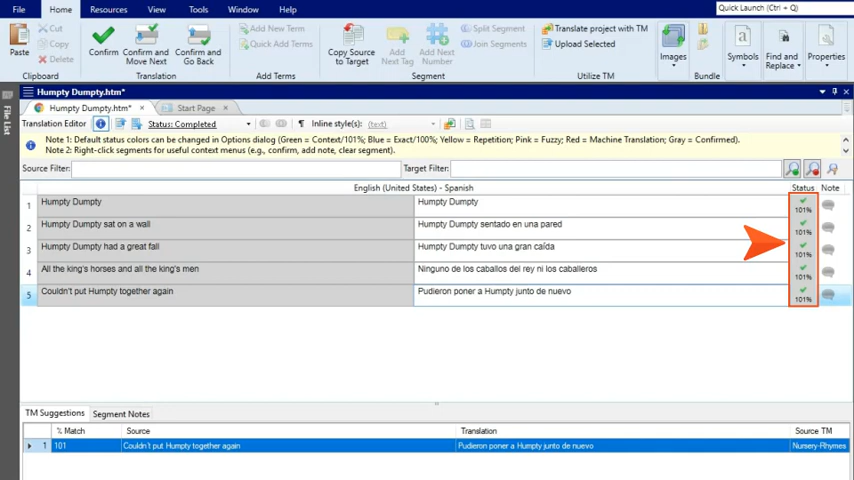 File Home Resources View Tools Window Help Quick Launch (Ctrl + Q)
Paste Cut Copy Delete Clipboard
Confirm Confirm and Move Next Confirm and Go Back Translation
Add New Term Quick Add Terms Add Terms
Copy Source to Target Add Next Tag Add Next Number Split Segment Join Segments Segment
Translate project with TM Upload Selected Utilize TM
Images Bundle Symbols Find and Replace Properties
File List
Humpty Dumpty.htm*
Humpty Dumpty.htm* × Start Page ×
Translation Editor Status: Completed Inline style(s): (text)
Note 1: Default status colors can be changed in Options dialog (Green = Context/101%; Blue = Exact/100%; Yellow = Repetition; Pink = Fuzzy; Red = Machine Translation; Gray = Confirmed).
Note 2: Right-click segments for useful context menus (e.g., confirm, add note, clear segment).
Source Filter: Target Filter:
English (United States) - Spanish Status Note
1 Humpty Dumpty Humpty Dumpty 101%
2 Humpty Dumpty sat on a wall Humpty Dumpty sentado en una pared 101%
3 Humpty Dumpty had a great fall Humpty Dumpty tuvo una gran caída 101%
4 All the king's horses and all the king's men Ninguno de los caballos del rey ni los caballeros 101%
5 Couldn't put Humpty together again Pudieron poner a Humpty junto de nuevo 101%
TM Suggestions Segment Notes
% Match Source Translation Source TM
1 101 Couldn't put Humpty together again Pudieron poner a Humpty junto de nuevo Nursery-Rhymes